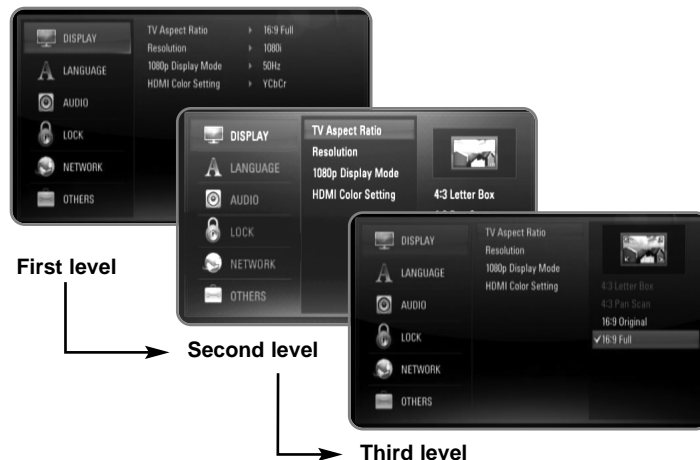 DISPLAY
LANGUAGE
AUDIO
LOCK
NETWORK
OTHERS
TV Aspect Ratio 16:9 Full
Resolution 1080i
1080p Display Mode 50Hz
HDMI Color Setting YCbCr
First level
DISPLAY
LANGUAGE
AUDIO
LOCK
NETWORK
OTHERS
TV Aspect Ratio
Resolution
1080p Display Mode
HDMI Color Setting
4:3 Letter Box
Second level
DISPLAY
LANGUAGE
AUDIO
LOCK
NETWORK
OTHERS
TV Aspect Ratio
Resolution
1080p Display Mode
HDMI Color Setting
4:3 Letter Box
4:3 Pan Scan
16:9 Original
✓16:9 Full
Third level